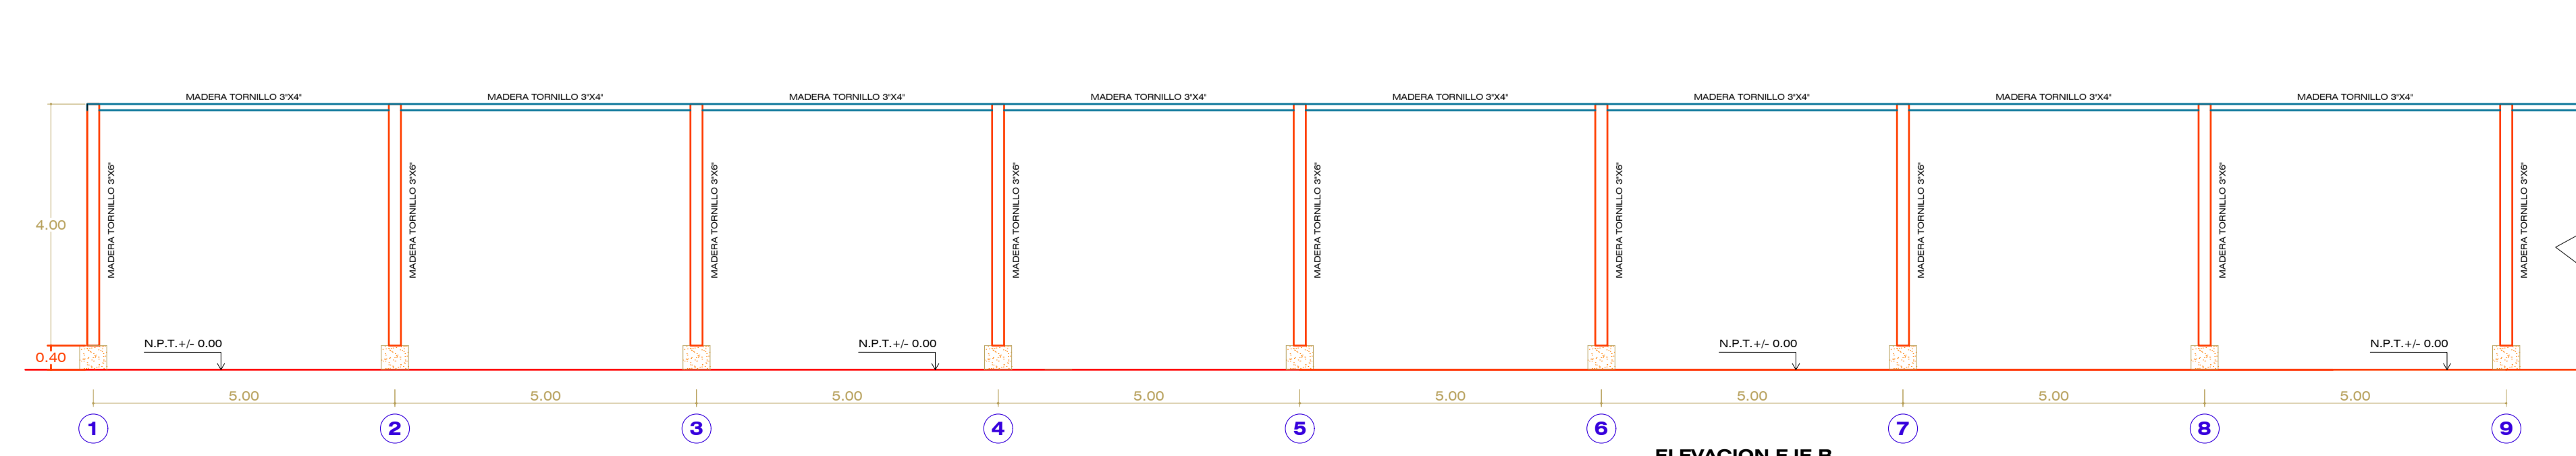 MADERA TORNILLO 3"X4" MADERA TORNILLO 3"X4" MADERA TORNILLO 3"X4" MADERA TORNILLO 3"X4" MADERA TORNILLO 3"X4" MADERA TORNILLO 3"X4" MADERA TORNILLO 3"X4" MADERA TORNILLO 3"X4"
MADERA TORNILLO 3"X6"
MADERA TORNILLO 3"X6"
MADERA TORNILLO 3"X6"
MADERA TORNILLO 3"X6"
MADERA TORNILLO 3"X6"
MADERA TORNILLO 3"X6"
MADERA TORNILLO 3"X6"
MADERA TORNILLO 3"X6"
MADERA TORNILLO 3"X6"
4.00
N.P.T.+/- 0.00 N.P.T.+/- 0.00 N.P.T.+/- 0.00 N.P.T.+/- 0.00
0.40
5.00 5.00 5.00 5.00 5.00 5.00 5.00 5.00
1 2 3 4 5 6 7 8 9
ELEVACION EJE B